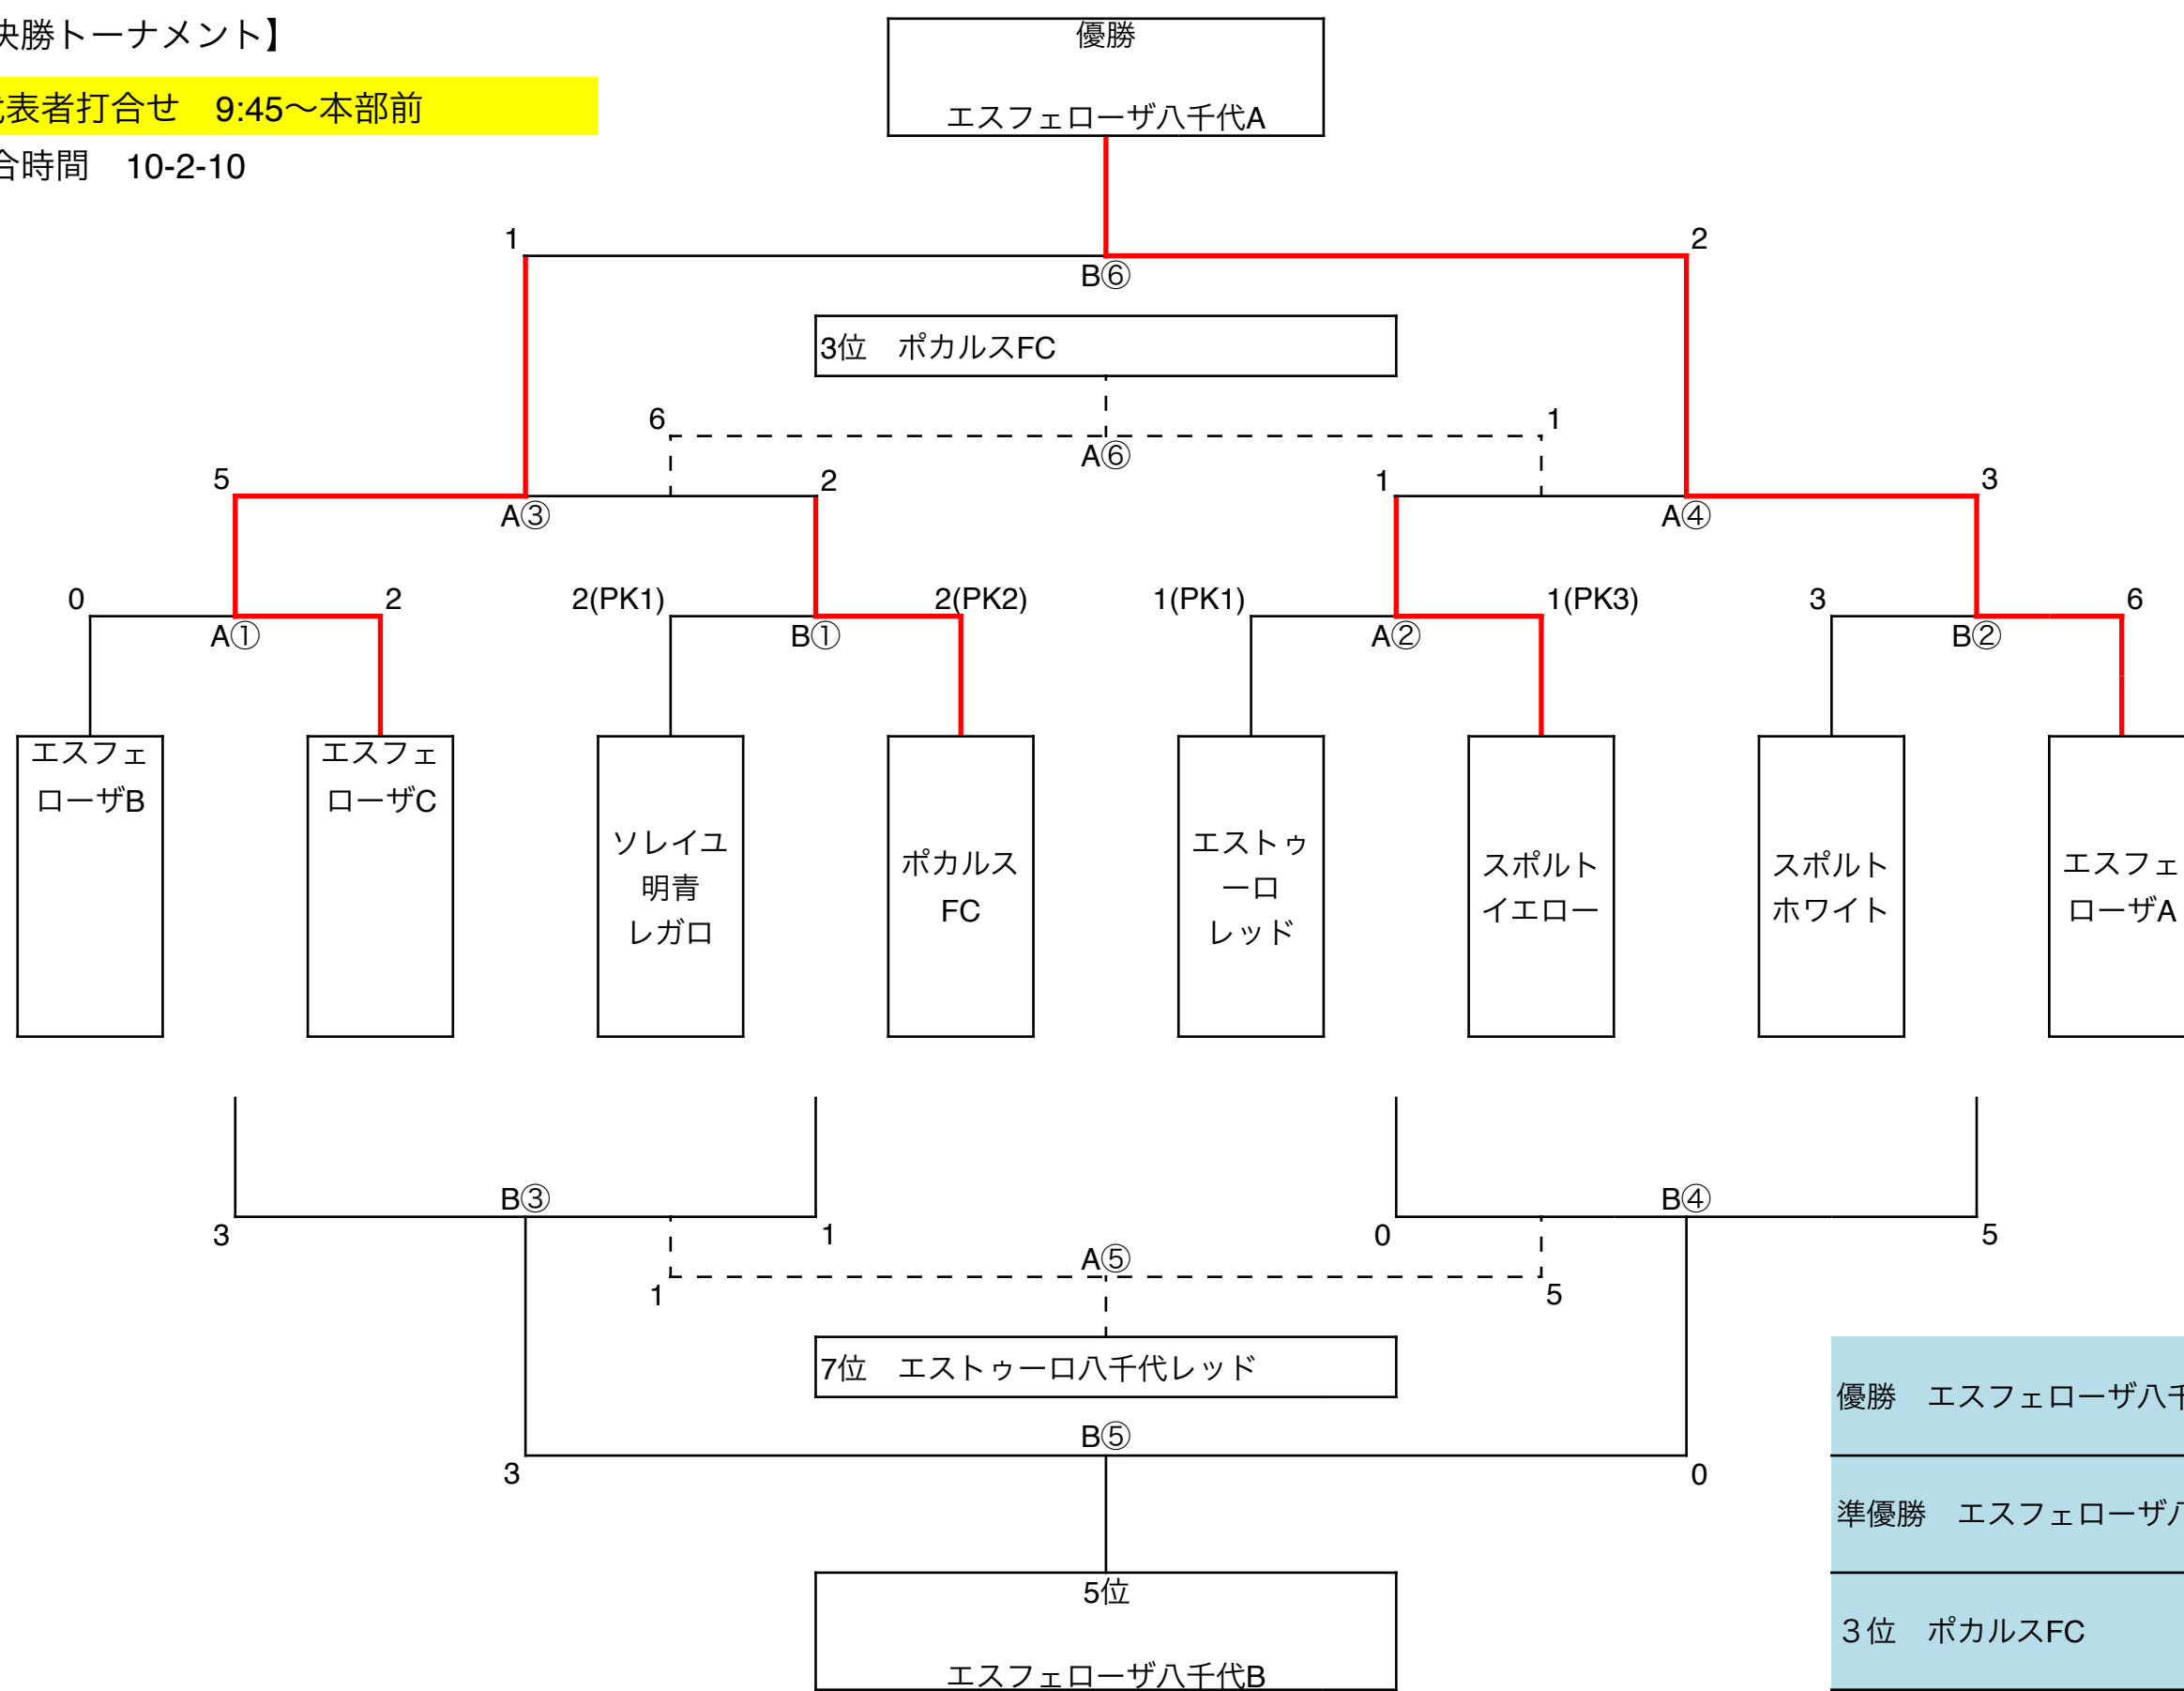 決勝トーナメント】
代表者打合せ　9:45～本部前
合時間　10-2-10
優勝
エスフェローザ八千代A
1
2
B⑥
3位　ポカルスFC
6
1
A⑥
5
2
1
3
A③
A④
0
2
2(PK1)
2(PK2)
1(PK1)
1(PK3)
3
6
A①
B①
A②
B②
エスフェ
ローザB
エスフェ
ローザC
ソレイユ
明青
レガロ
ポカルス
FC
エストゥ
ーロ
レッド
スポルト
イエロー
スポルト
ホワイト
エスフェ
ローザA
B③
B④
3
1
0
5
A⑤
1
5
7位　エストゥーロ八千代レッド
B⑤
3
0
5位
エスフェローザ八千代B
優勝　エスフェローザ八千
準優勝　エスフェローザ八
３位　ポカルスFC